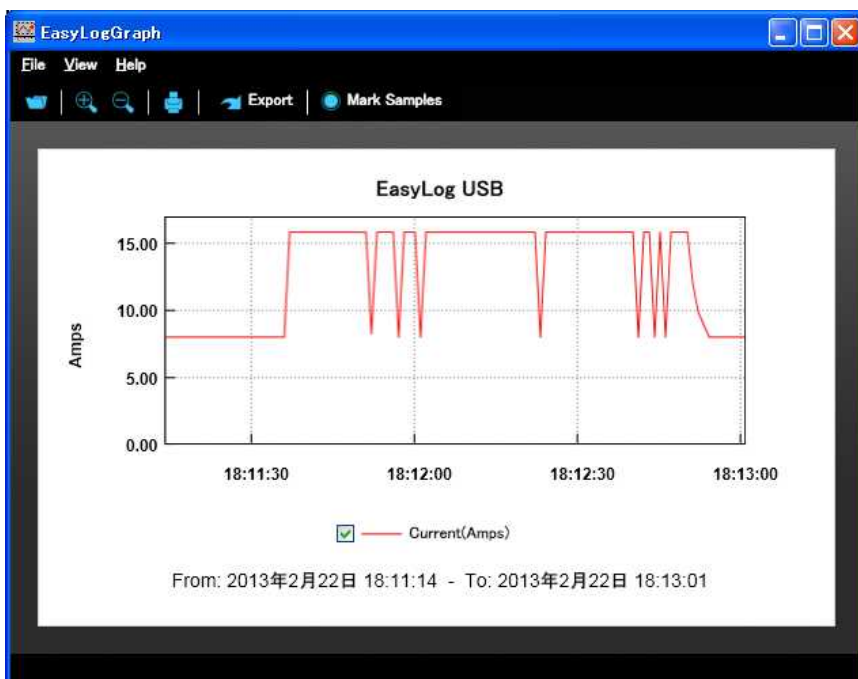 EasyLogGraph
File View Help
Export Mark Samples
EasyLog USB
15.00
10.00
5.00
0.00
Amps
18:11:30 18:12:00 18:12:30 18:13:00
Current(Amps)
From: 2013年2月22日 18:11:14 - To: 2013年2月22日 18:13:01